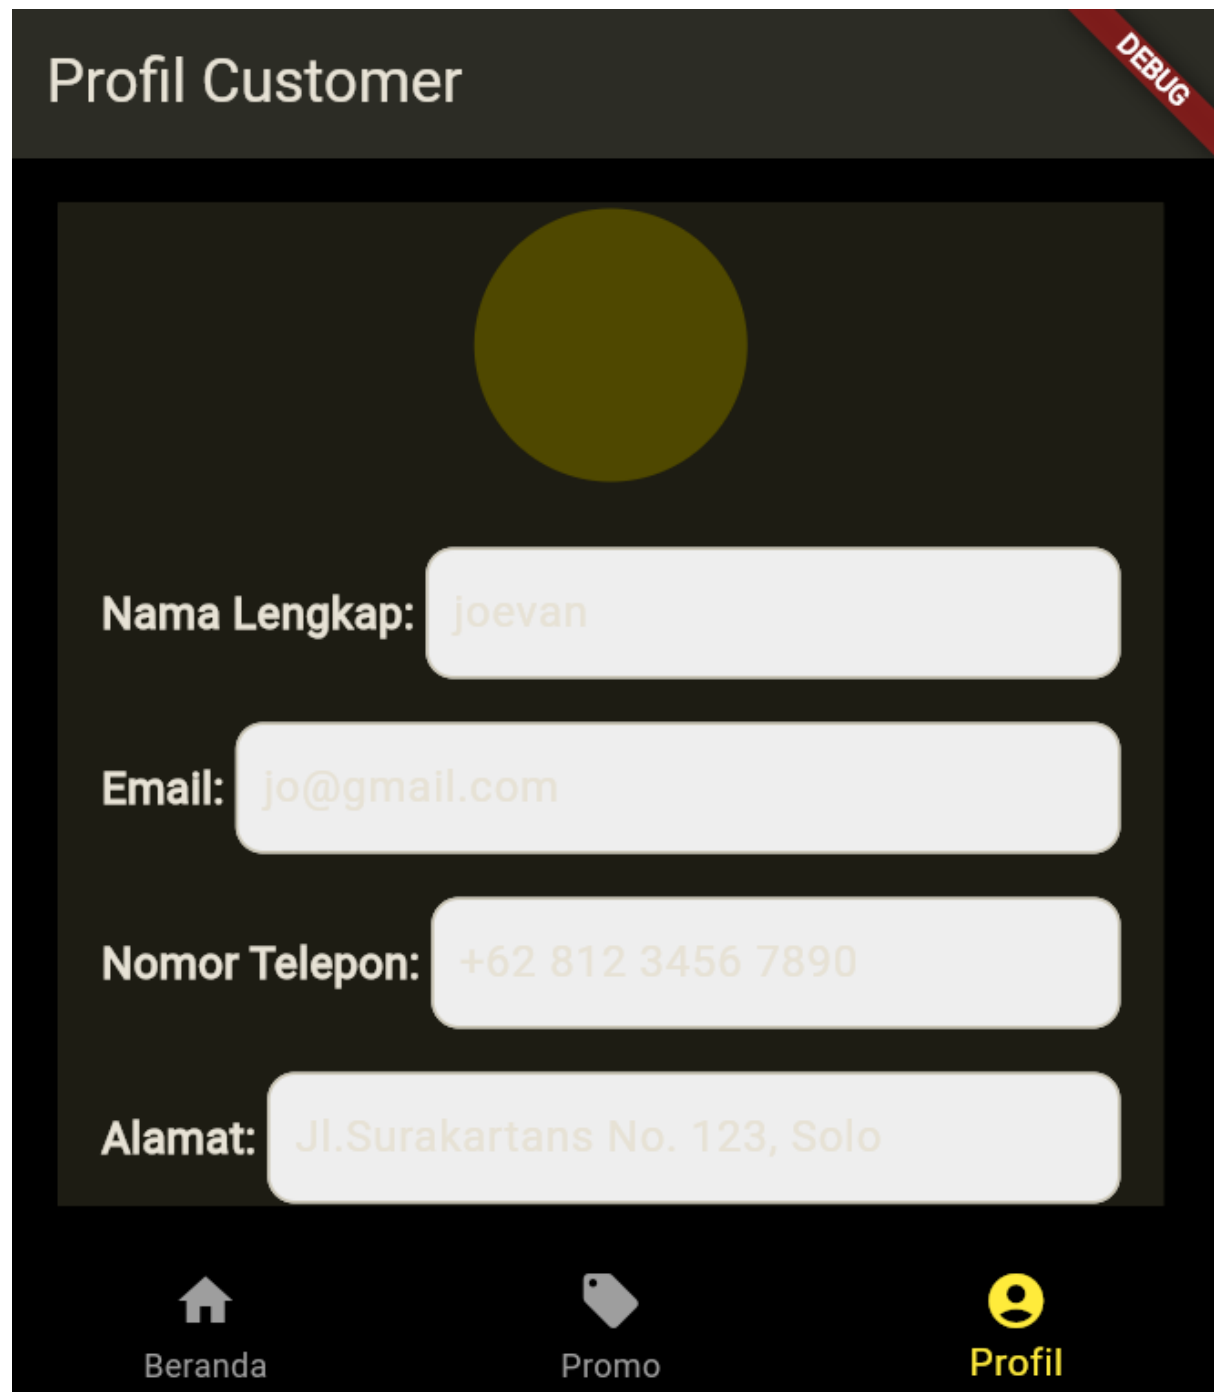 Profil Customer
DEBUG
Nama Lengkap: joevan
Email: jo@gmail.com
Nomor Telepon: +62 812 3456 7890
Alamat: Jl.Surakartans No. 123, Solo
Beranda Promo Profil